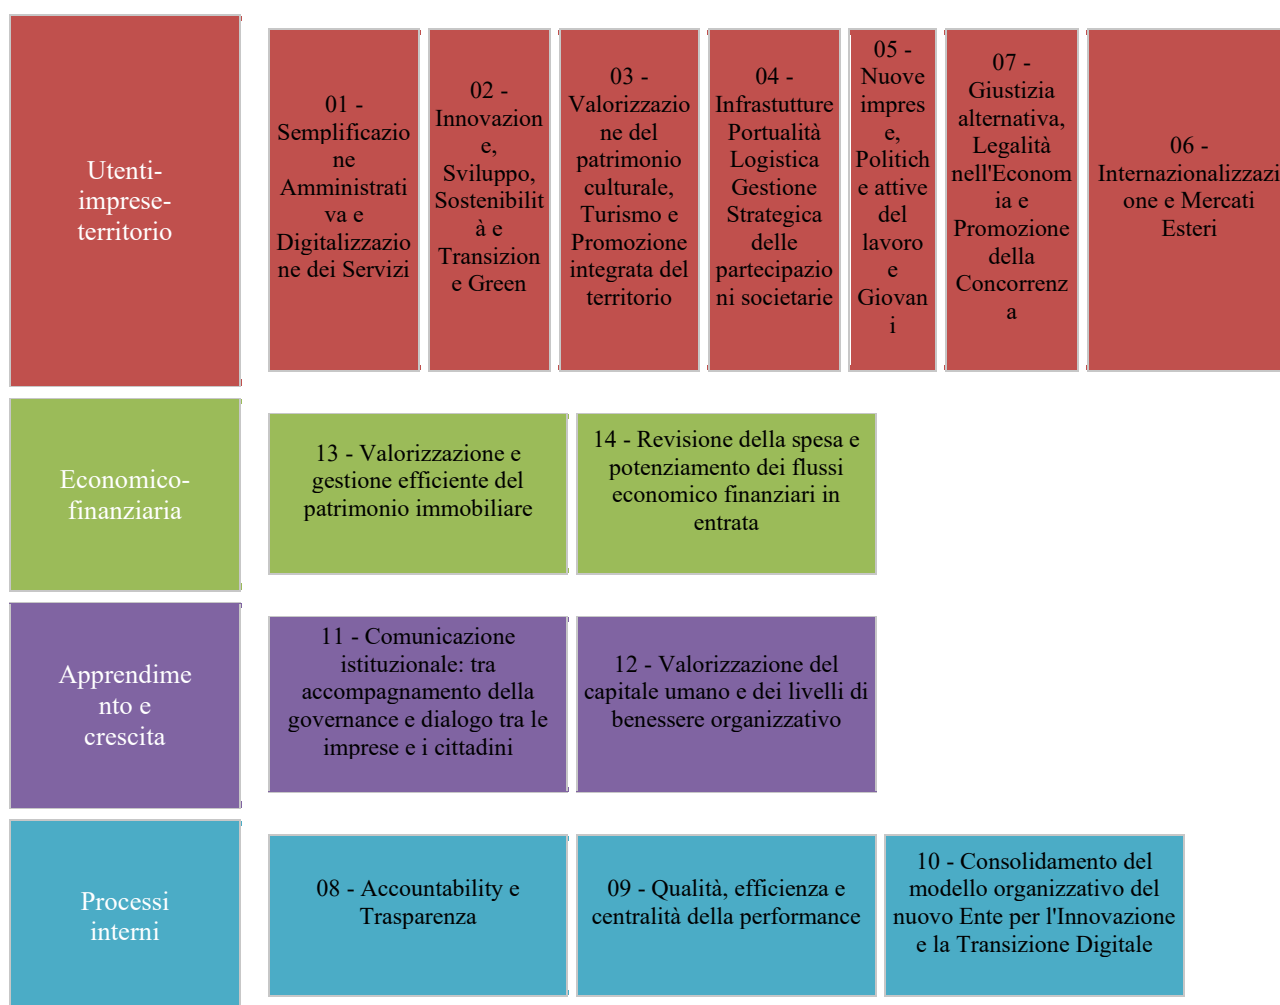 Utenti-
imprese-
territorio
01 -
Semplificazio
ne
Amministrati
va e
Digitalizzazio
ne dei Servizi
02 -
Innovazion
e,
Sviluppo,
Sostenibilit
à e
Transizion
e Green
03 -
Valorizzazio
ne del
patrimonio
culturale,
Turismo e
Promozione
integrata del
territorio
04 -
Infrastutture
Portualità
Logistica
Gestione
Strategica
delle
partecipazio
ni societarie
05 -
Nuove
impres
e,
Politich
e attive
del
lavoro
e
Giovan
i
07 -
Giustizia
alternativa,
Legalità
nell'Econom
ia e
Promozione
della
Concorrenz
a
06 -
Internazionalizzazi
one e Mercati
Esteri
Economico-
finanziaria
13 - Valorizzazione e
gestione efficiente del
patrimonio immobiliare
14 - Revisione della spesa e
potenziamento dei flussi
economico finanziari in
entrata
Apprendime
nto e
crescita
11 - Comunicazione
istituzionale: tra
accompagnamento della
governance e dialogo tra le
imprese e i cittadini
12 - Valorizzazione del
capitale umano e dei livelli di
benessere organizzativo
Processi
interni
08 - Accountability e
Trasparenza
09 - Qualità, efficienza e
centralità della performance
10 - Consolidamento del
modello organizzativo del
nuovo Ente per l'Innovazione
e la Transizione Digitale